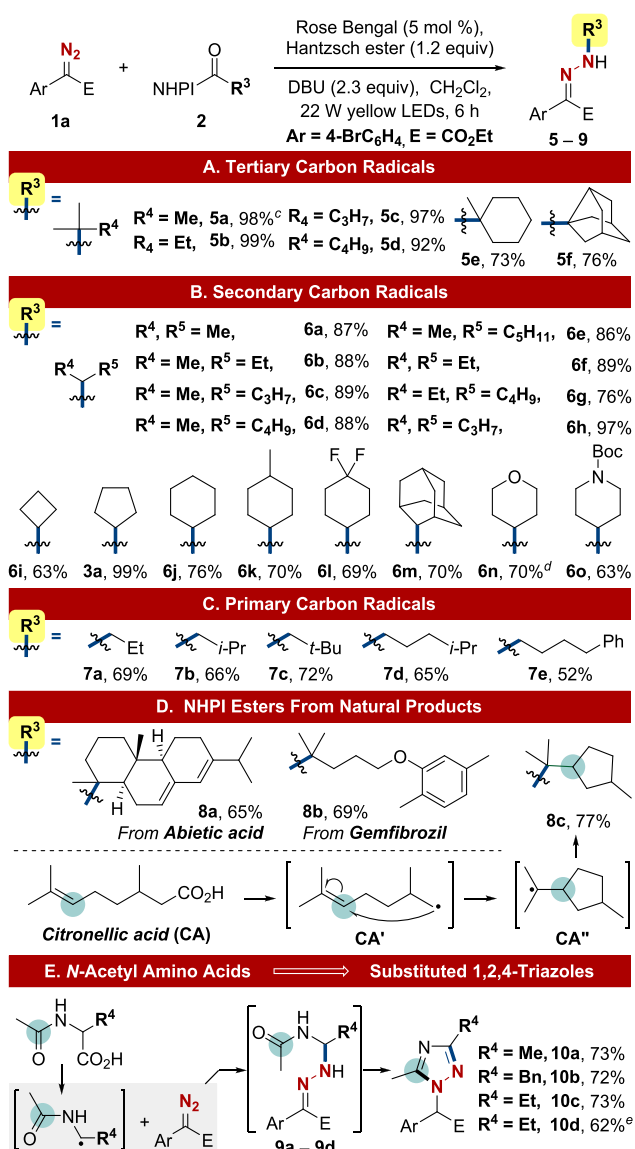 N₂
Ar E
1a
+
O
NHPI R³
2
Rose Bengal (5 mol %),
Hantzsch ester (1.2 equiv)
DBU (2.3 equiv), CH₂Cl₂,
22 W yellow LEDs, 6 h
Ar = 4-BrC₆H₄, E = CO₂Et
R³
NH
N
Ar E
5 – 9
A. Tertiary Carbon Radicals
R³ =
R⁴
R⁴ = Me, 5a, 98%ᶜ R₄ = C₃H₇, 5c, 97%
R₄ = Et, 5b, 99% R⁴ = C₄H₉, 5d, 92%
5e, 73% 5f, 76%
B. Secondary Carbon Radicals
R³ =
R⁴ R⁵
R⁴, R⁵ = Me, 6a, 87% R⁴ = Me, R⁵ = C₅H₁₁, 6e, 86%
R⁴ = Me, R⁵ = Et, 6b, 88% R⁴, R⁵ = Et, 6f, 89%
R⁴ = Me, R⁵ = C₃H₇, 6c, 89% R⁴ = Et, R⁵ = C₄H₉, 6g, 76%
R⁴ = Me, R⁵ = C₄H₉, 6d, 88% R⁴, R⁵ = C₃H₇, 6h, 97%
F F O Boc N
6i, 63% 3a, 99% 6j, 76% 6k, 70% 6l, 69% 6m, 70% 6n, 70%ᵈ 6o, 63%
C. Primary Carbon Radicals
R³ =
Et i-Pr t-Bu i-Pr Ph
7a, 69% 7b, 66% 7c, 72% 7d, 65% 7e, 52%
D. NHPI Esters From Natural Products
R³ =
H
H
O
8a, 65% 8b, 69% 8c, 77%
From Abietic acid From Gemfibrozil
CO₂H
Citronellic acid (CA) CA' CA"
E. N-Acetyl Amino Acids Substituted 1,2,4-Triazoles
H
N R⁴
O CO₂H
NH
O R⁴
+
N₂
Ar E
H
O N R⁴
NH
N
Ar E
9a – 9d
R⁴
N
N
N
Ar E
R⁴ = Me, 10a, 73%
R⁴ = Bn, 10b, 72%
R⁴ = Et, 10c, 73%
R⁴ = Et, 10d, 62%ᵉ